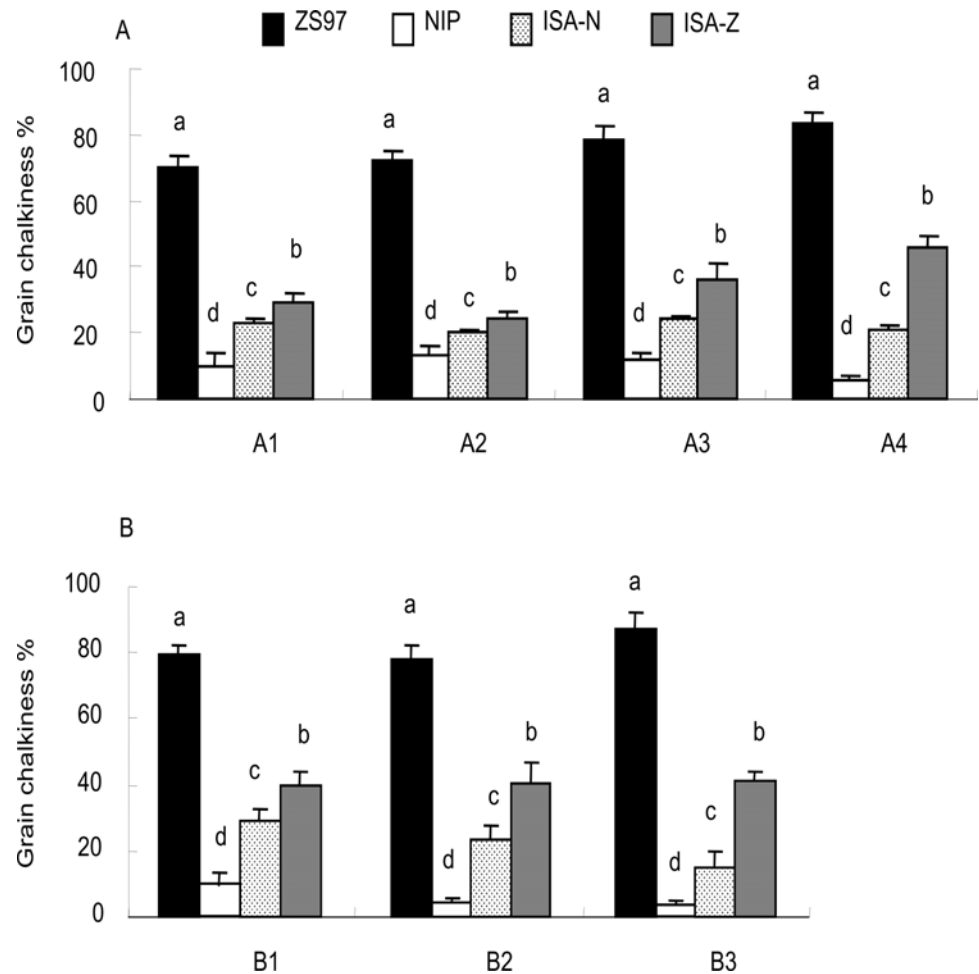 A
ZS97 NIP ISA-N ISA-Z
Grain chalkiness %
100
80
60
40
20
0
a d c b
a d c b
a d c b
a d c b
A1 A2 A3 A4
B
Grain chalkiness %
100
80
60
40
20
0
a d c b
a d c b
a d c b
B1 B2 B3